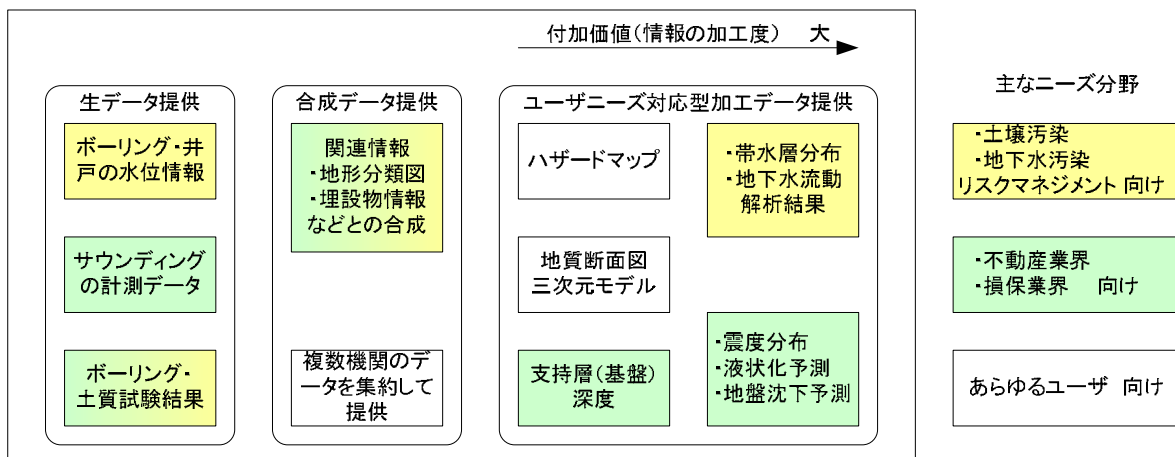 付加価値(情報の加工度) 大
生データ提供
ボーリング・井
戸の水位情報
サウンディング
の計測データ
ボーリング・
土質試験結果
合成データ提供
関連情報
・地形分類図
・埋設物情報
などとの合成
複数機関のデ
ータを集約して
提供
ユーザニーズ対応型加工データ提供
ハザードマップ
地質断面図
三次元モデル
支持層(基盤)
深度
・帯水層分布
・地下水流動
解析結果
・震度分布
・液状化予測
・地盤沈下予測
主なニーズ分野
・土壌汚染
・地下水汚染
リスクマネジメント 向け
・不動産業界
・損保業界 向け
あらゆるユーザ 向け